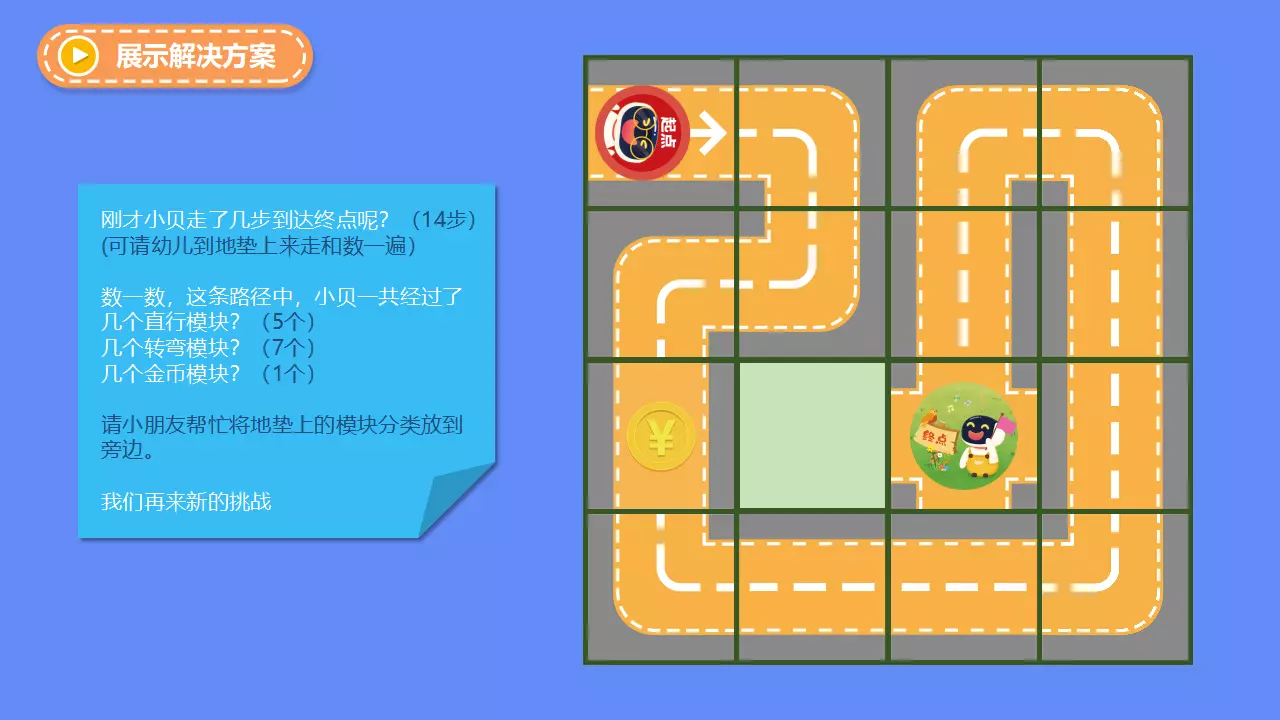 展示解决方案
刚才小贝走了几步到达终点呢？（14步）
(可请幼儿到地垫上来走和数一遍）
数一数，这条路径中，小贝一共经过了
几个直行模块？（5个）
几个转弯模块？（7个）
几个金币模块？（1个）
请小朋友帮忙将地垫上的模块分类放到
旁边。
我们再来新的挑战
起点
¥
终点